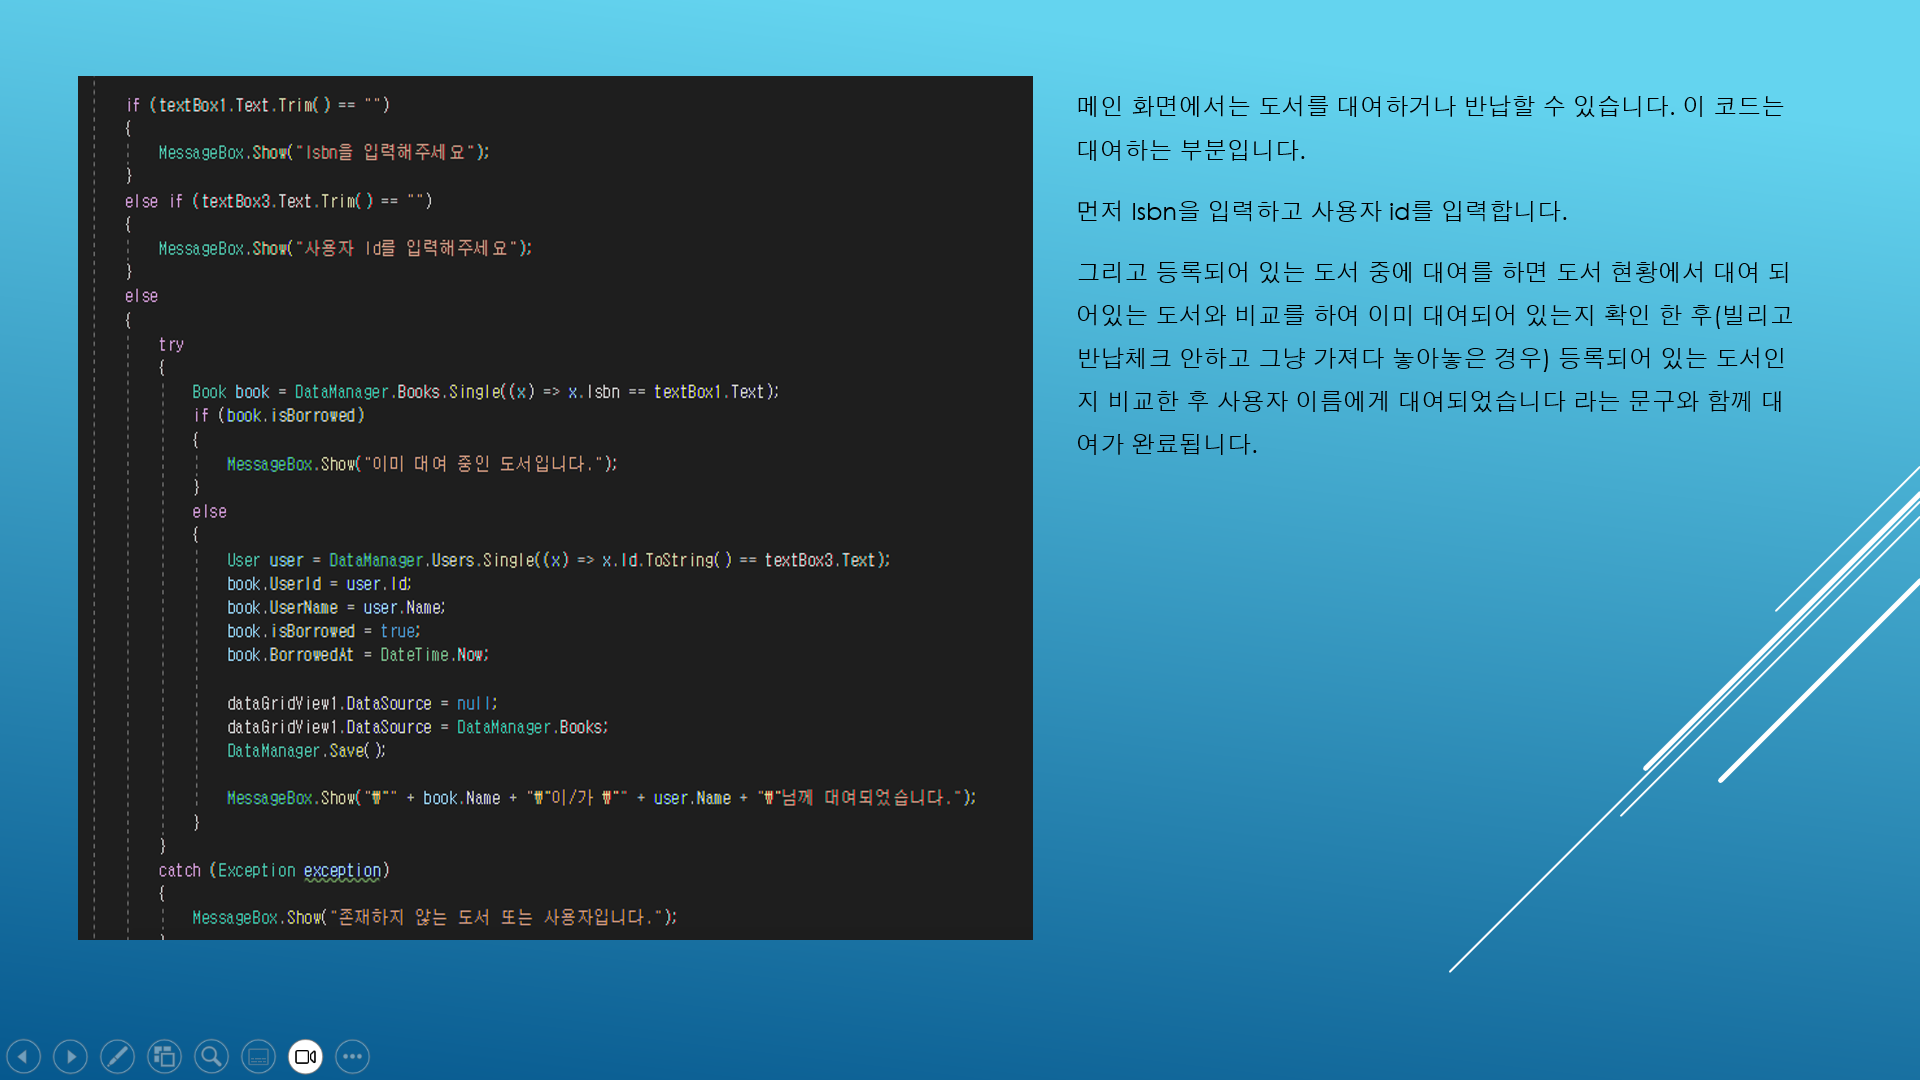 if (textBox1.Text.Trim() == "")
{
MessageBox.Show("Isbn을 입력해주세요");
}
else if (textBox3.Text.Trim() == "")
{
MessageBox.Show("사용자 Id를 입력해주세요");
}
else
{
try
{
Book book = DataManager.Books.Single((x) => x.Isbn == textBox1.Text);
if (book.isBorrowed)
{
MessageBox.Show("이미 대여 중인 도서입니다.");
}
else
{
User user = DataManager.Users.Single((x) => x.Id.ToString() == textBox3.Text);
book.UserId = user.Id;
book.UserName = user.Name;
book.isBorrowed = true;
book.BorrowedAt = DateTime.Now;
dataGridView1.DataSource = null;
dataGridView1.DataSource = DataManager.Books;
DataManager.Save();
MessageBox.Show("₩"" + book.Name + "₩"이/가 ₩"" + user.Name + "₩"님께 대여되었습니다.");
}
}
catch (Exception exception)
{
MessageBox.Show("존재하지 않는 도서 또는 사용자입니다.");
메인 화면에서는 도서를 대여하거나 반납할 수 있습니다. 이 코드는
대여하는 부분입니다.
먼저 Isbn을 입력하고 사용자 id를 입력합니다.
그리고 등록되어 있는 도서 중에 대여를 하면 도서 현황에서 대여 되
어있는 도서와 비교를 하여 이미 대여되어 있는지 확인 한 후(빌리고
반납체크 안하고 그냥 가져다 놓아놓은 경우) 등록되어 있는 도서인
지 비교한 후 사용자 이름에게 대여되었습니다 라는 문구와 함께 대
여가 완료됩니다.